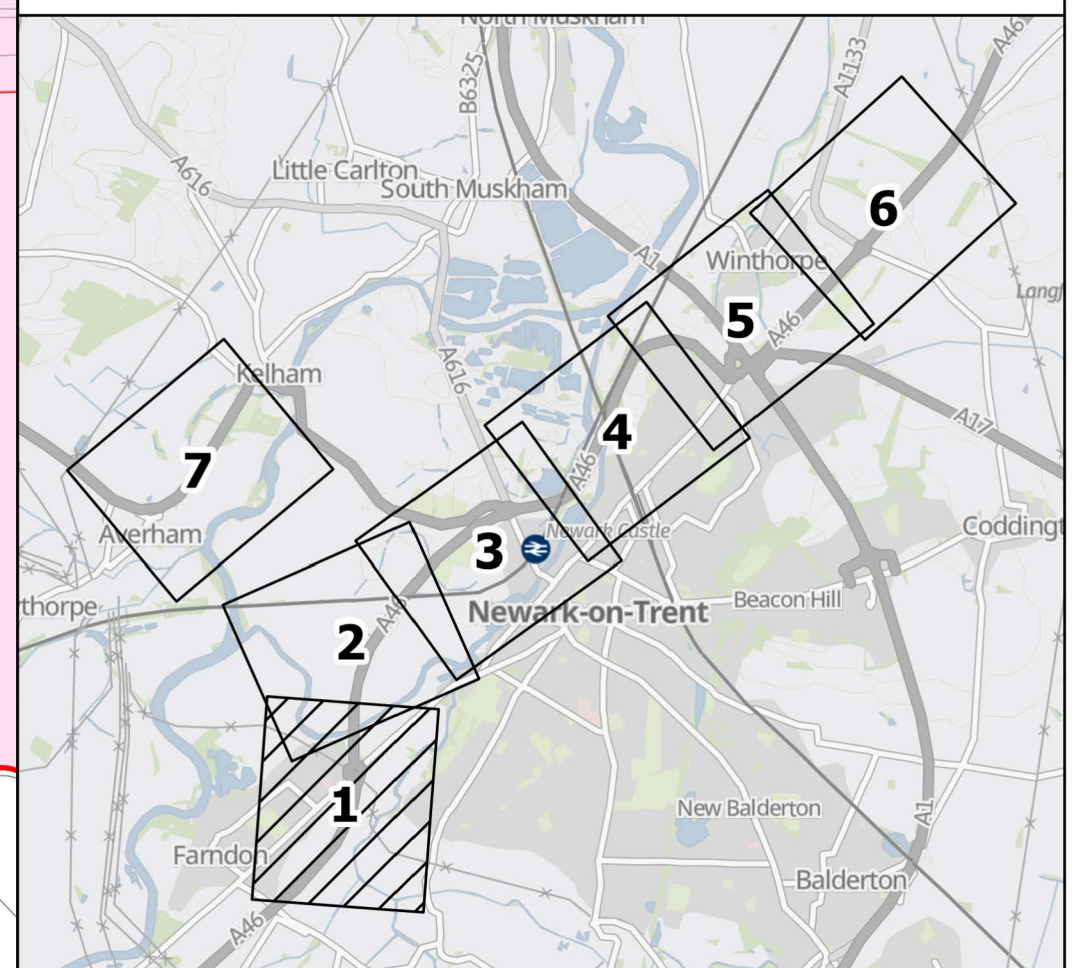 North Muskham
A46
A1133
B6325
A616
Little Carlton
South Muskham
6
A1
Winthorpe
Langf
5
A46
Kelham
A616
4
A17
7
A46
Averham
Newark Castle
Coddingt
3
thorpe
Newark-on-Trent
Beacon Hill
A46
2
1
New Balderton
A1
Farndon
Balderton
A46